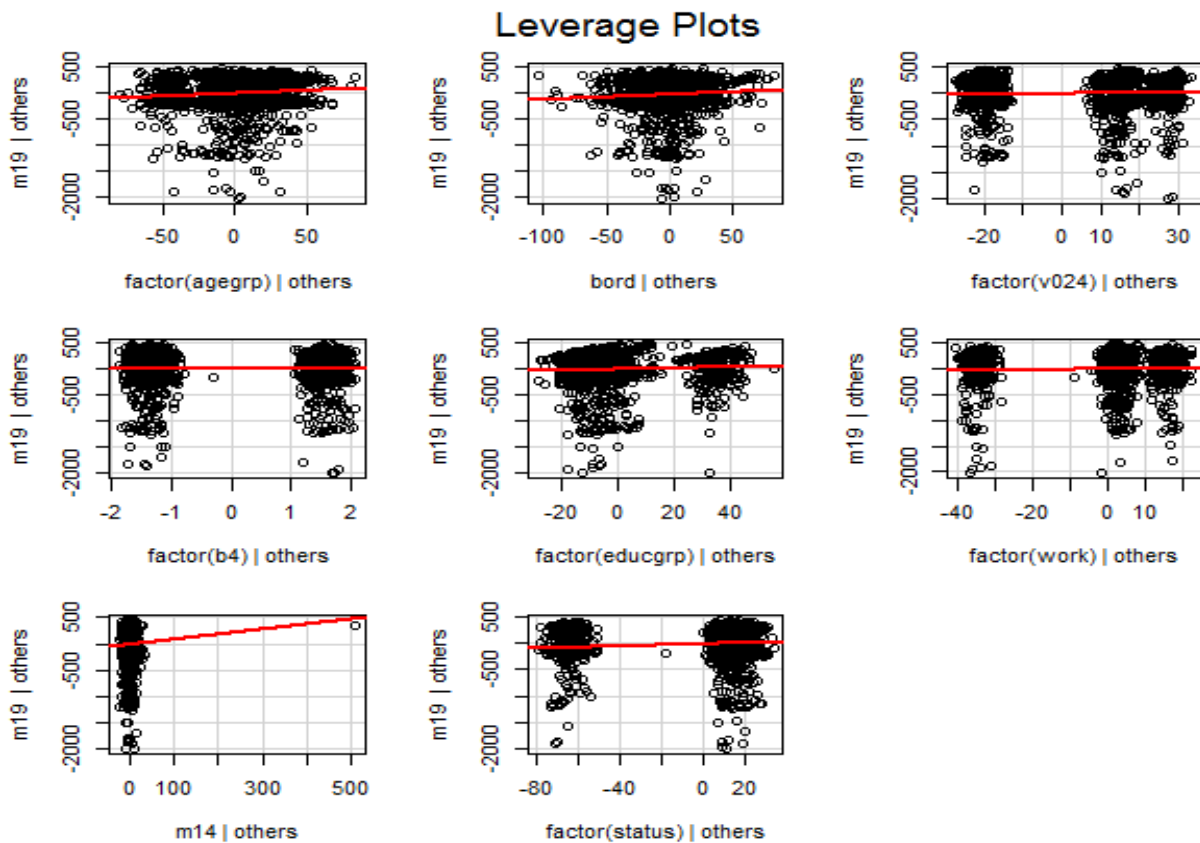 Leverage Plots
m19 | others
500
-500
-2000
-50 0 50
factor(agegrp) | others
m19 | others
500
-500
-2000
-100 -50 0 50
bord | others
m19 | others
500
-500
-2000
-20 0 10 30
factor(v024) | others
m19 | others
500
-500
-2000
-2 -1 0 1 2
factor(b4) | others
m19 | others
500
-500
-2000
-20 0 20 40
factor(educgrp) | others
m19 | others
500
-500
-2000
-40 -20 0 10
factor(work) | others
m19 | others
500
-500
-2000
0 100 300 500
m14 | others
m19 | others
500
-500
-2000
-80 -40 0 20
factor(status) | others